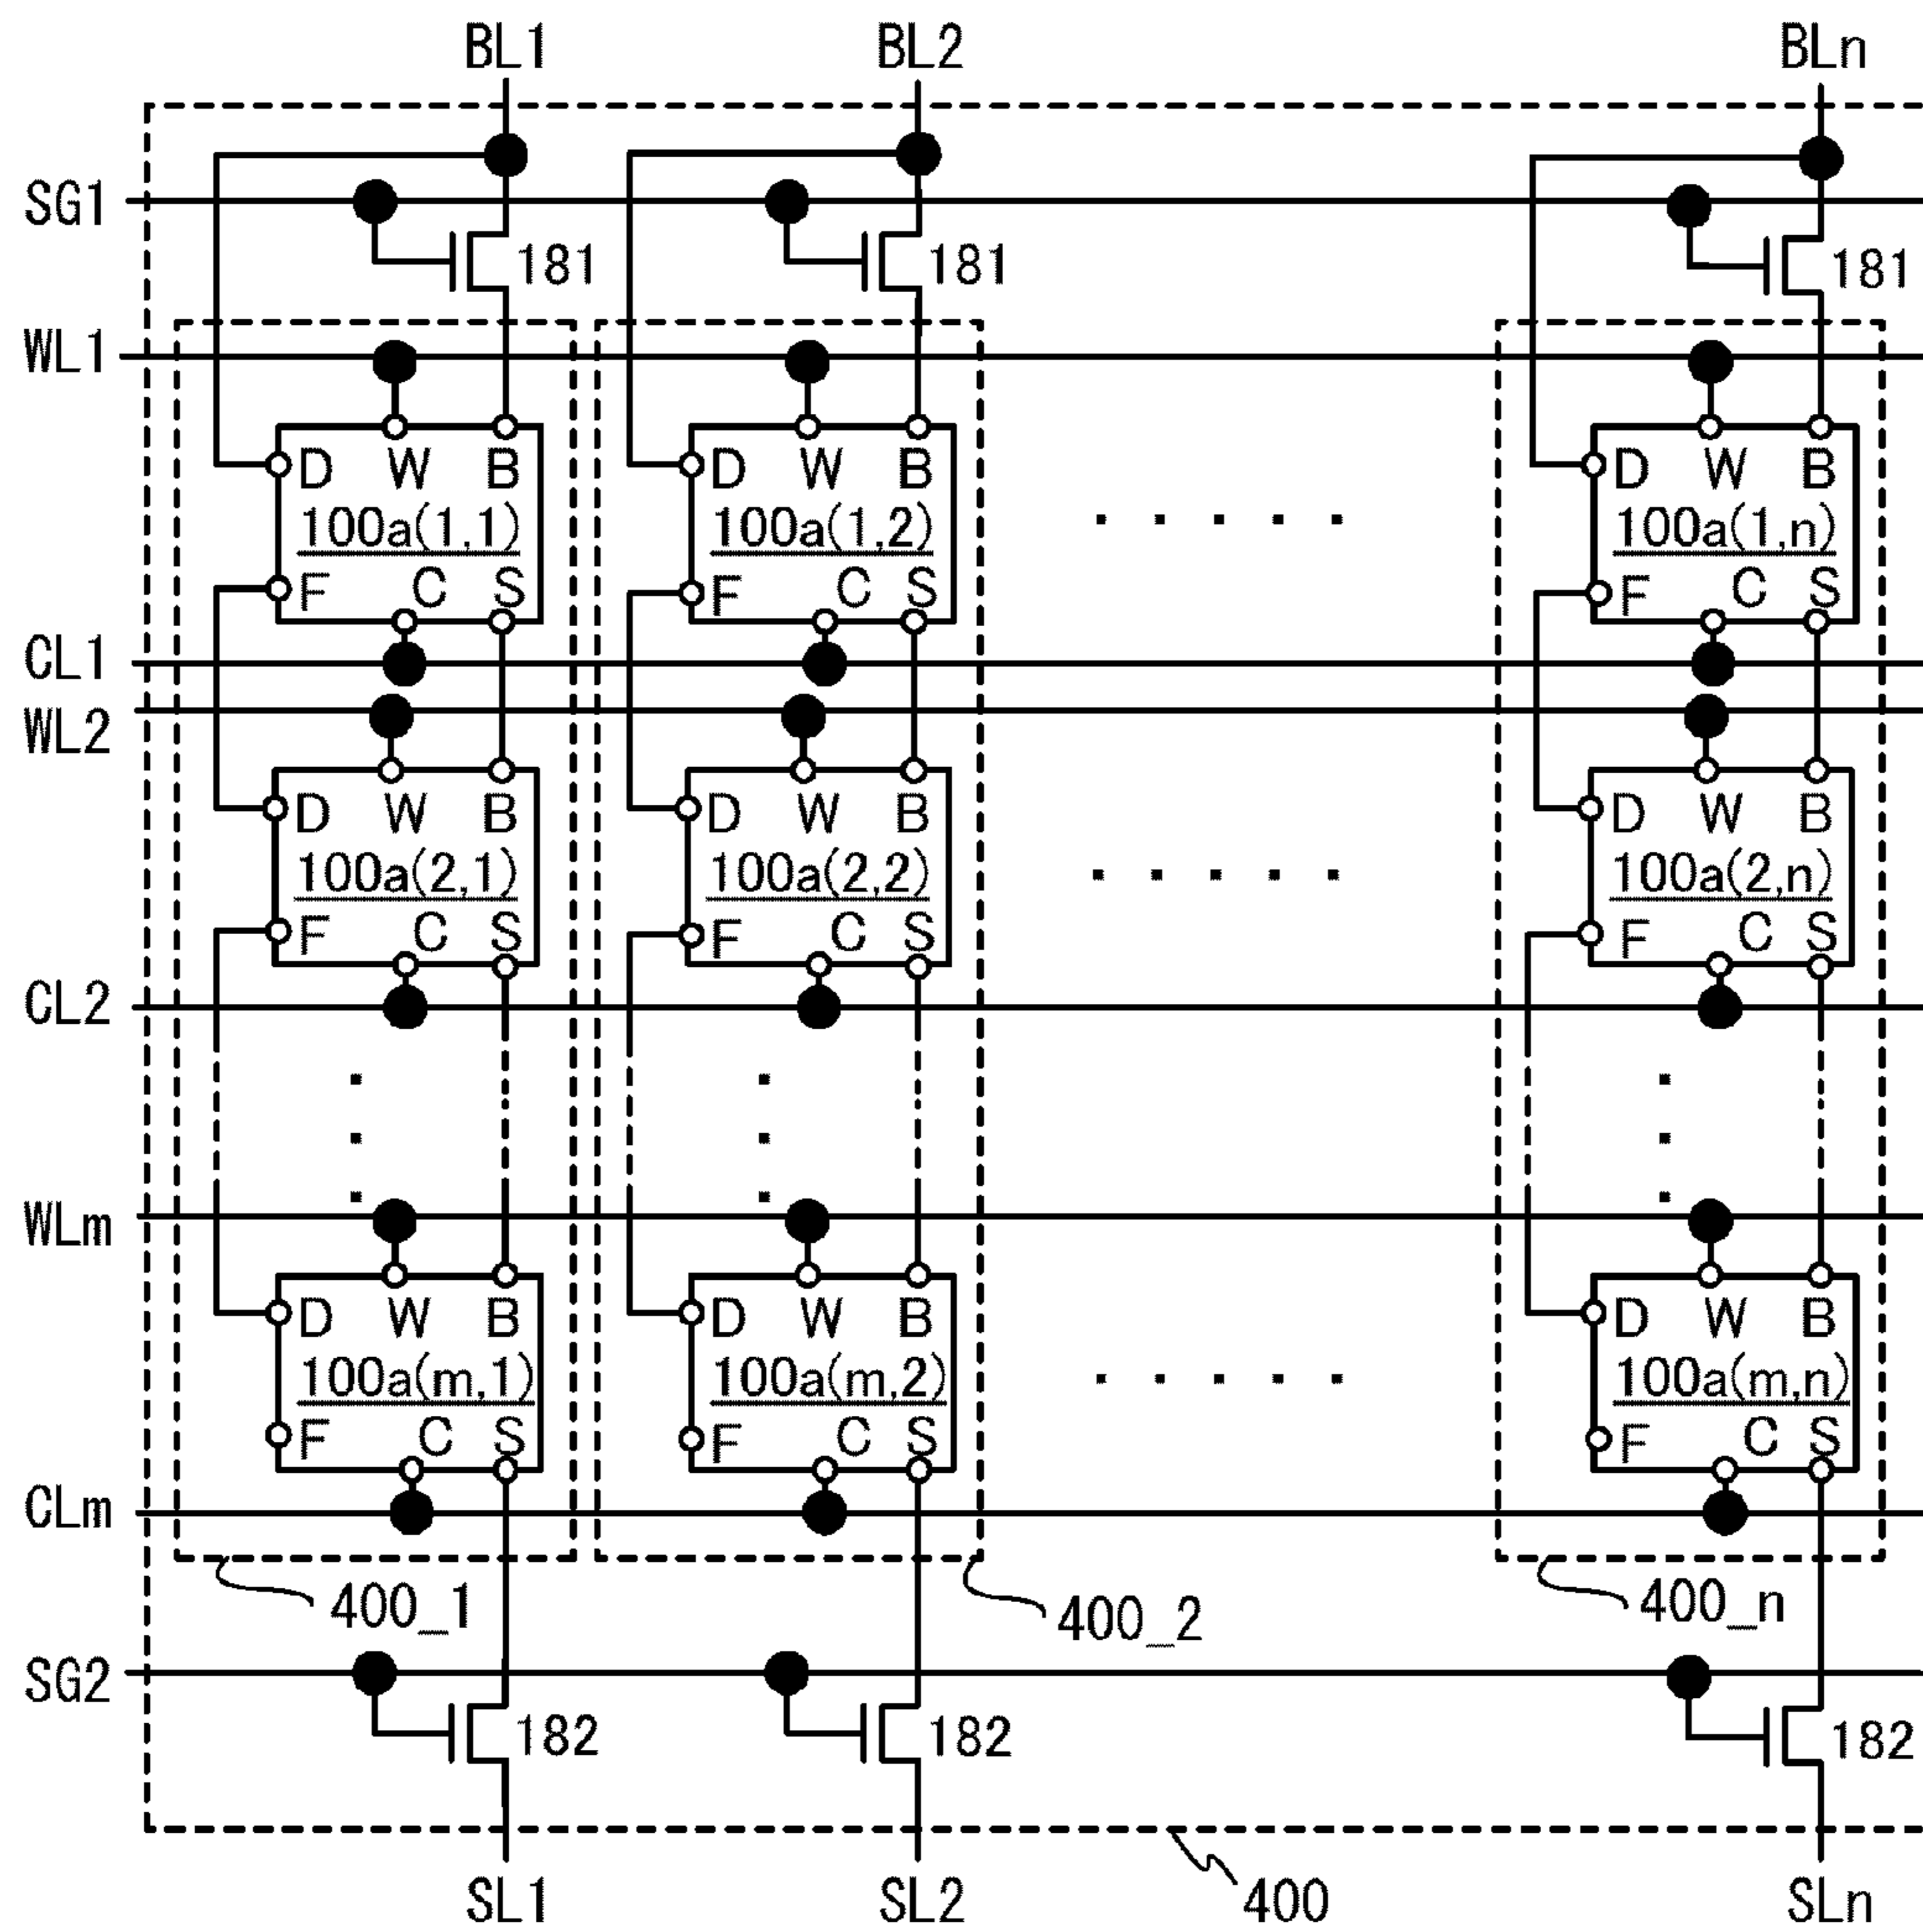 BL1 BL2 BLn
SG1
181 181 181
WL1
D W B D W B D W B
100a(1,1) 100a(1,2) ..... 100a(1,n)
F C S F C S F C S
CL1
WL2
D W B D W B D W B
100a(2,1) 100a(2,2) ..... 100a(2,n)
F C S F C S F C S
CL2
WLm
D W B D W B D W B
100a(m,1) 100a(m,2) ..... 100a(m,n)
F C S F C S F C S
CLm
400_1 400_2 400_n
SG2
182 182 182
SL1 SL2 400 SLn